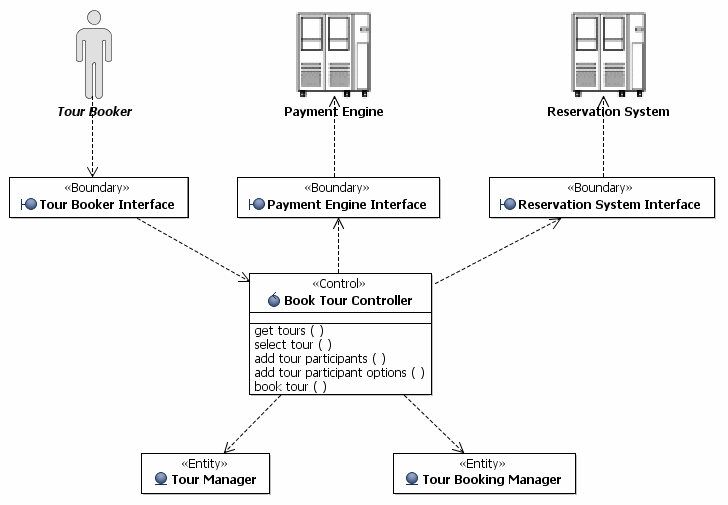 Tour Booker
Payment Engine
Reservation System
«Boundary»
Tour Booker Interface
«Boundary»
Payment Engine Interface
«Boundary»
Reservation System Interface
«Control»
Book Tour Controller
get tours ( )
select tour ( )
add tour participants ( )
add tour participant options ( )
book tour ( )
«Entity»
Tour Manager
«Entity»
Tour Booking Manager